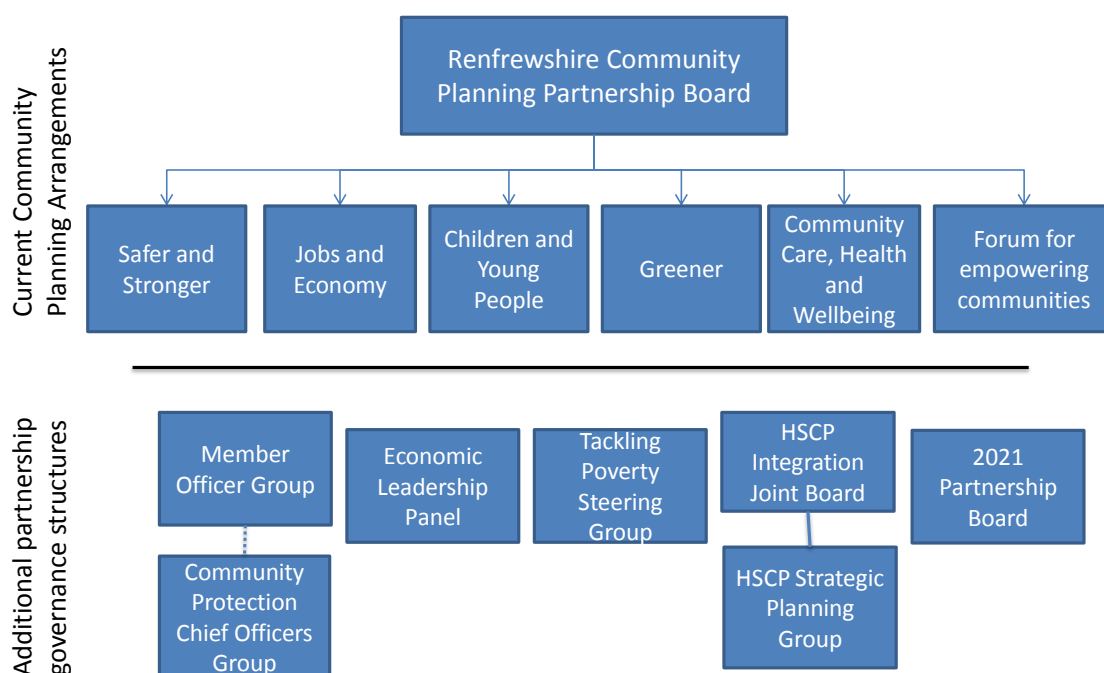 Current Community
Planning Arrangements
Renfrewshire Community
Planning Partnership Board
Safer and
Stronger
Jobs and
Economy
Children and
Young
People
Greener
Community
Care, Health
and
Wellbeing
Forum for
empowering
communities
Additional partnership
governance structures
Member
Officer Group
Economic
Leadership
Panel
Tackling
Poverty
Steering
Group
HSCP
Integration
Joint Board
2021
Partnership
Board
Community
Protection
Chief Officers
Group
HSCP Strategic
Planning
Group